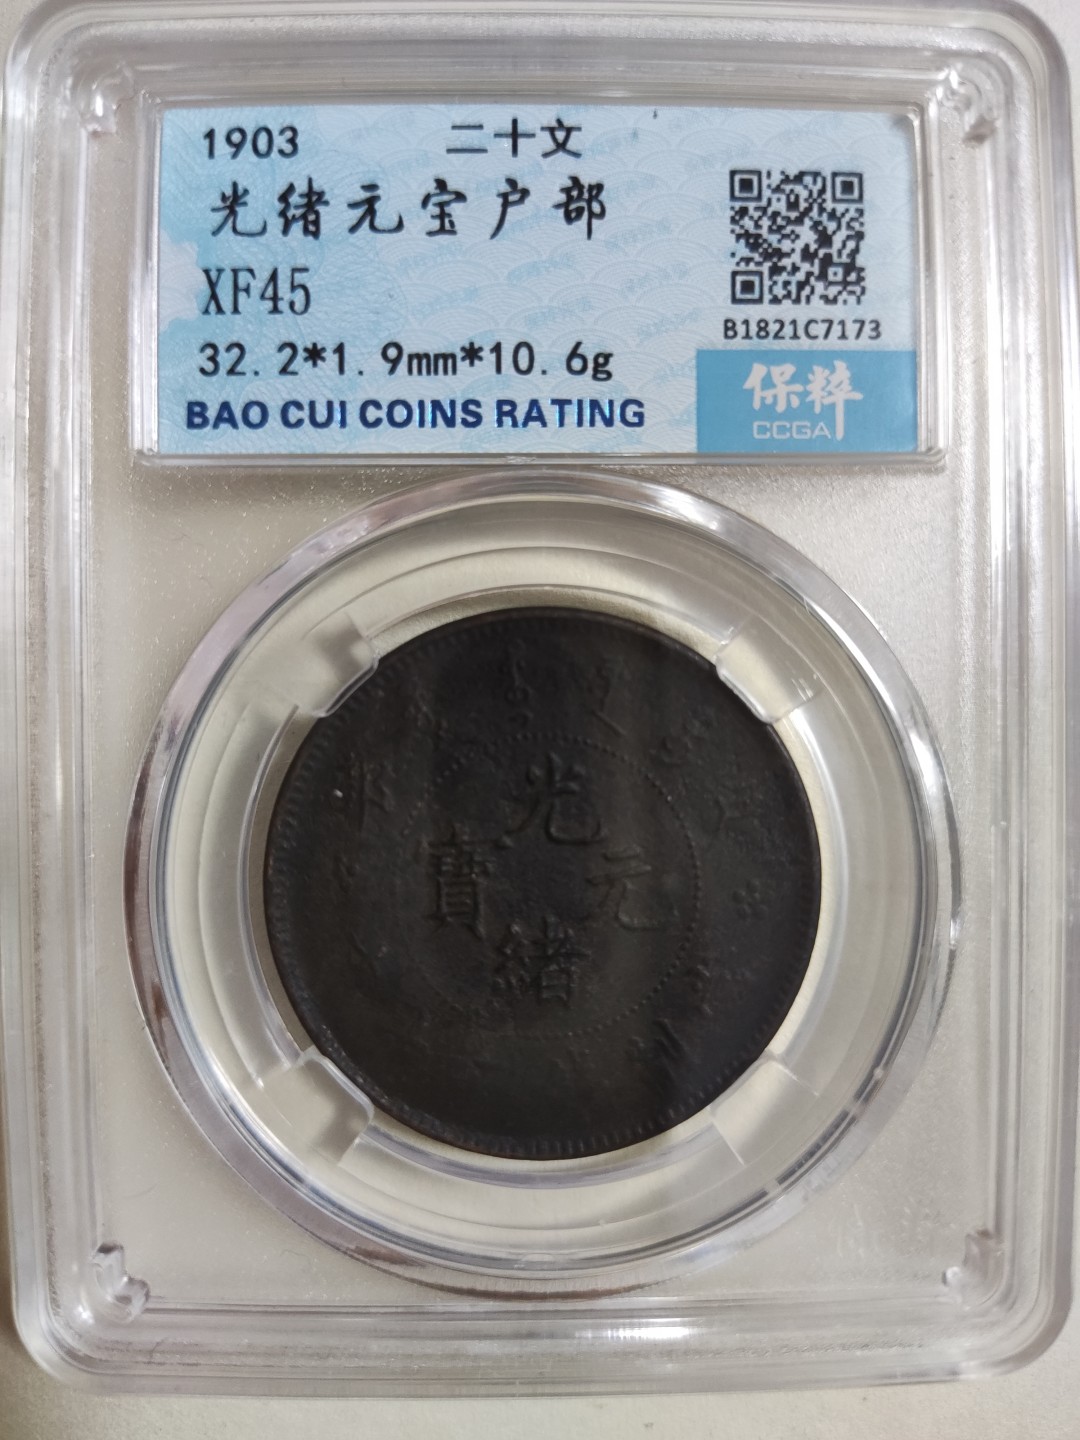 1903 二十文
光绪元宝户部
XF45
32.2*1.9mm*10.6g
BAO CUI COINS RATING
B1821C7173
保粹
CCGA
光
寶 元
緒
部